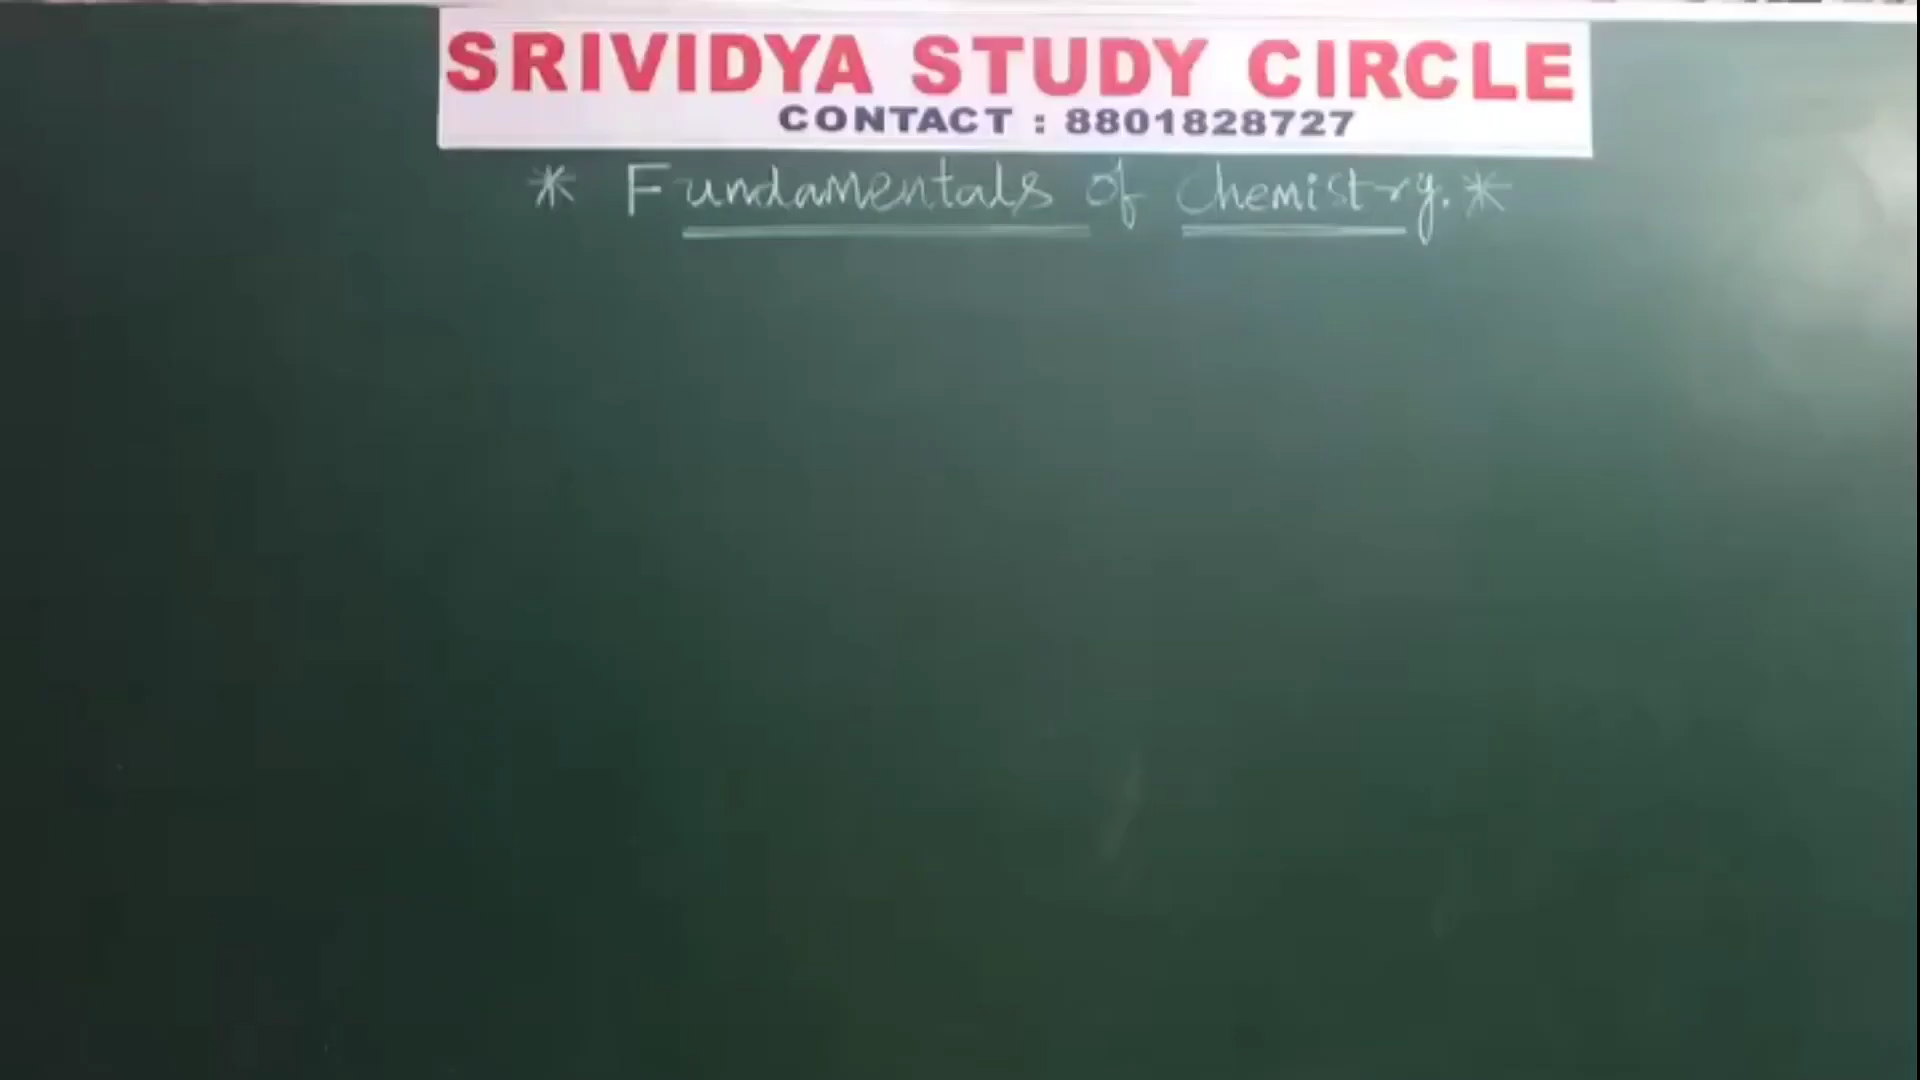 SRIVIDYA STUDY CIRCLE
CONTACT : 8801828727
* Fundamentals of Chemistry. *